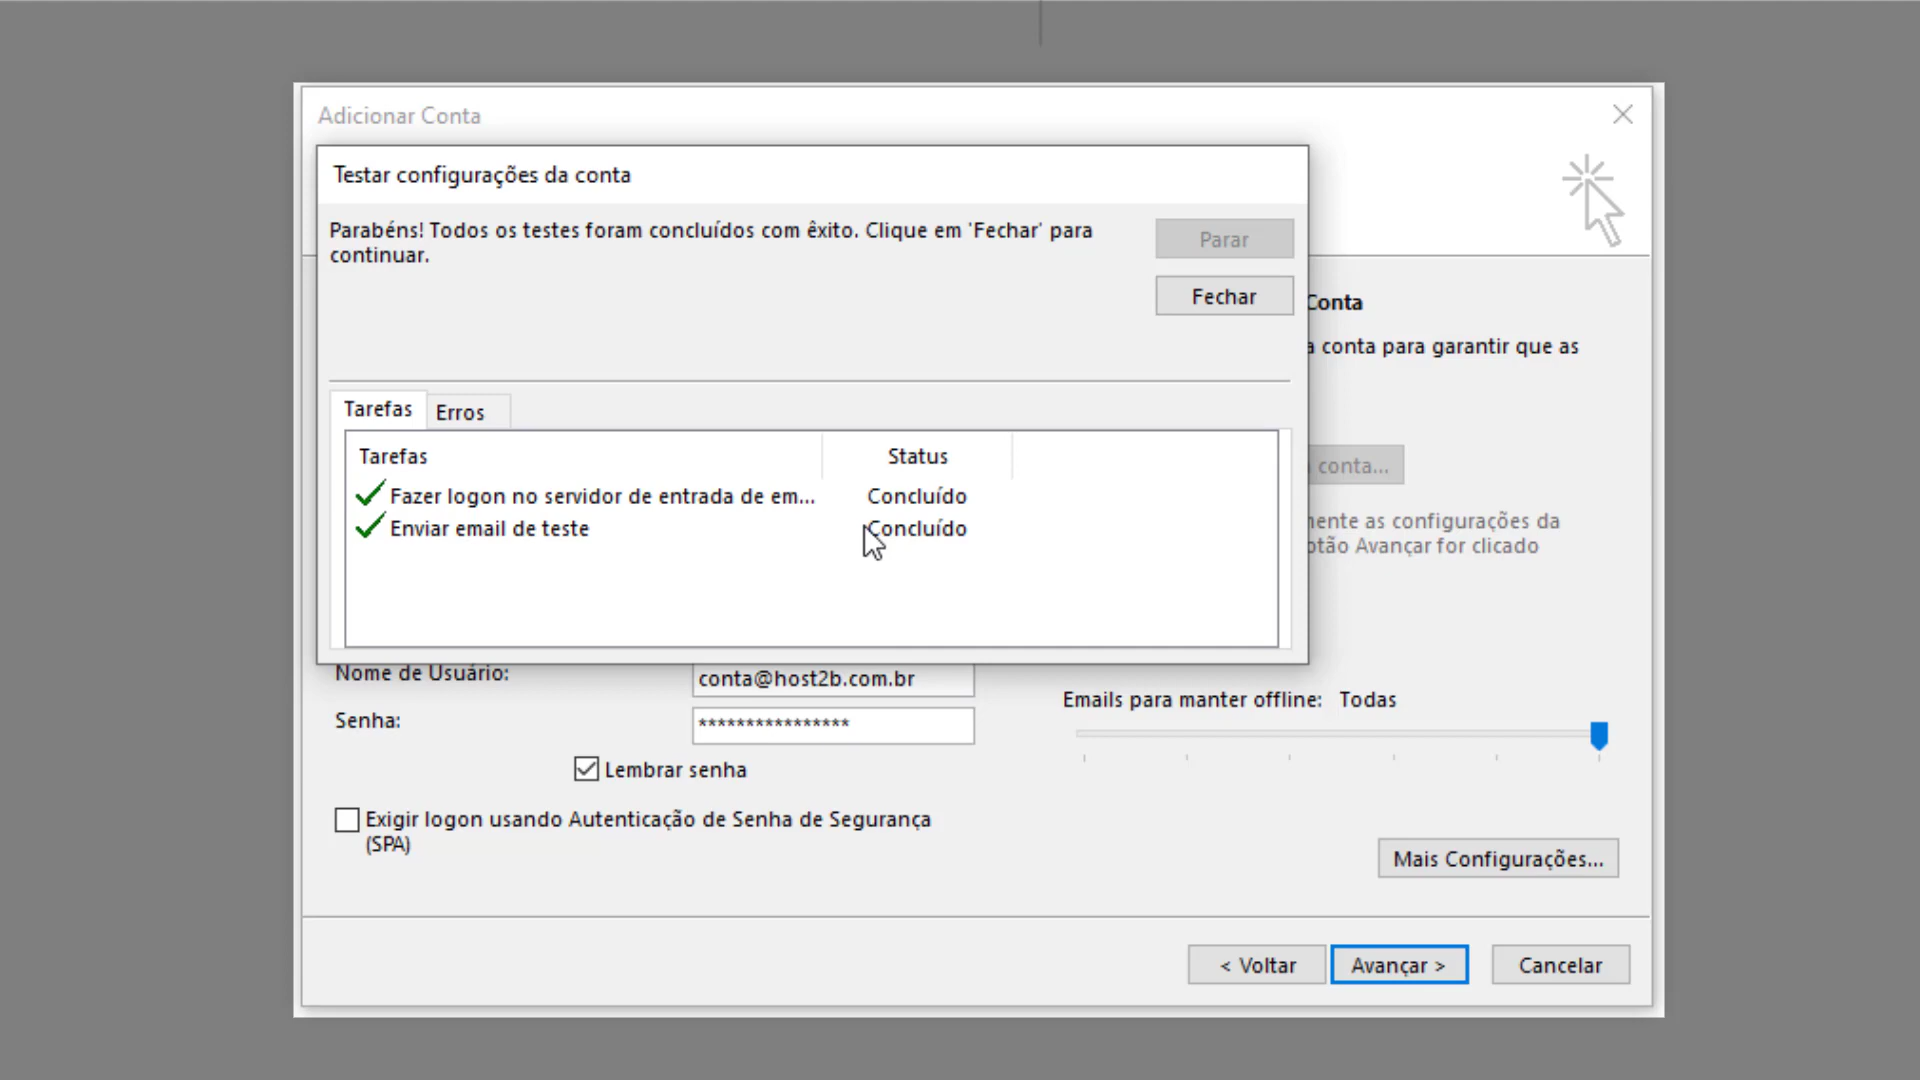 Adicionar Conta
Testar configurações da conta
Parabéns! Todos os testes foram concluídos com êxito. Clique em 'Fechar' para
continuar.
Parar
Fechar
Conta
a conta para garantir que as
Tarefas
Erros
Tarefas Status
Fazer logon no servidor de entrada de em... Concluído
Enviar email de teste Concluído
conta...
mente as configurações da
otão Avançar for clicado
Nome de Usuário: conta@host2b.com.br
Senha: ****************
Lembrar senha
Exigir logon usando Autenticação de Senha de Segurança
(SPA)
Emails para manter offline: Todas
Mais Configurações...
< Voltar
Avançar >
Cancelar